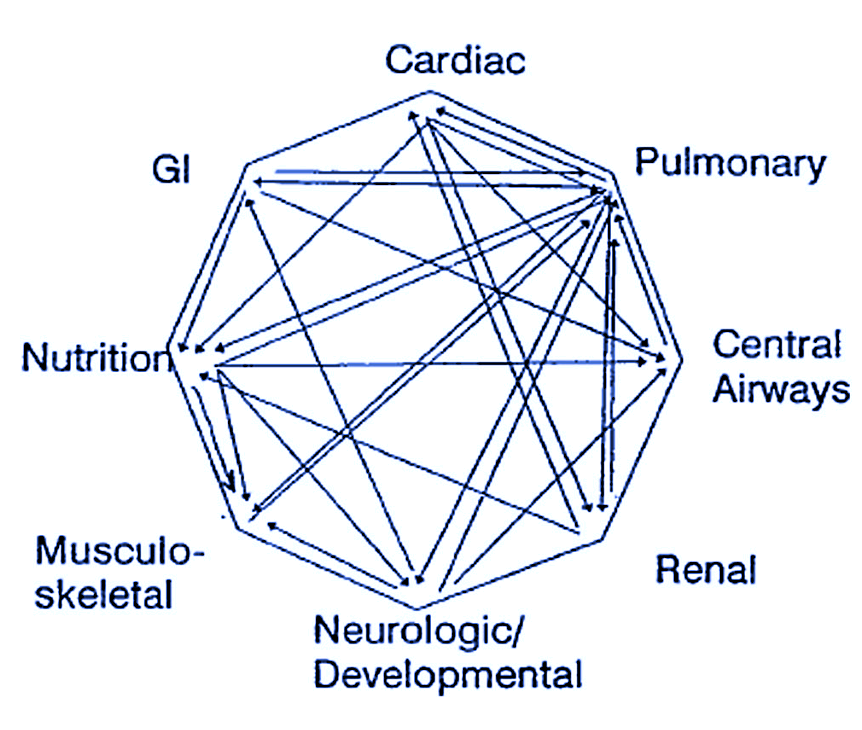 Cardiac
GI
Pulmonary
Nutrition
Central
Airways
Musculo-
skeletal
Renal
Neurologic/
Developmental